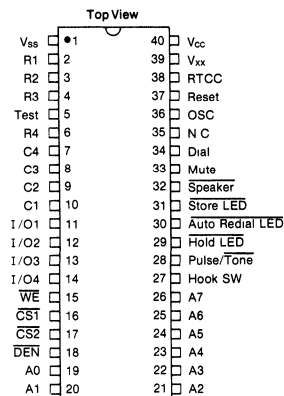 Top View
Vss 1 40 Vcc
R1 2 39 Vxx
R2 3 38 RTCC
R3 4 37 Reset
Test 5 36 OSC
R4 6 35 N C
C4 7 34 Dial
C3 8 33 Mute
C2 9 32 Speaker
C1 10 31 Store LED
I/O1 11 30 Auto Redial LED
I/O2 12 29 Hold LED
I/O3 13 28 Pulse/Tone
I/O4 14 27 Hook SW
WE 15 26 A7
CS1 16 25 A6
CS2 17 24 A5
DEN 18 23 A4
A0 19 22 A3
A1 20 21 A2